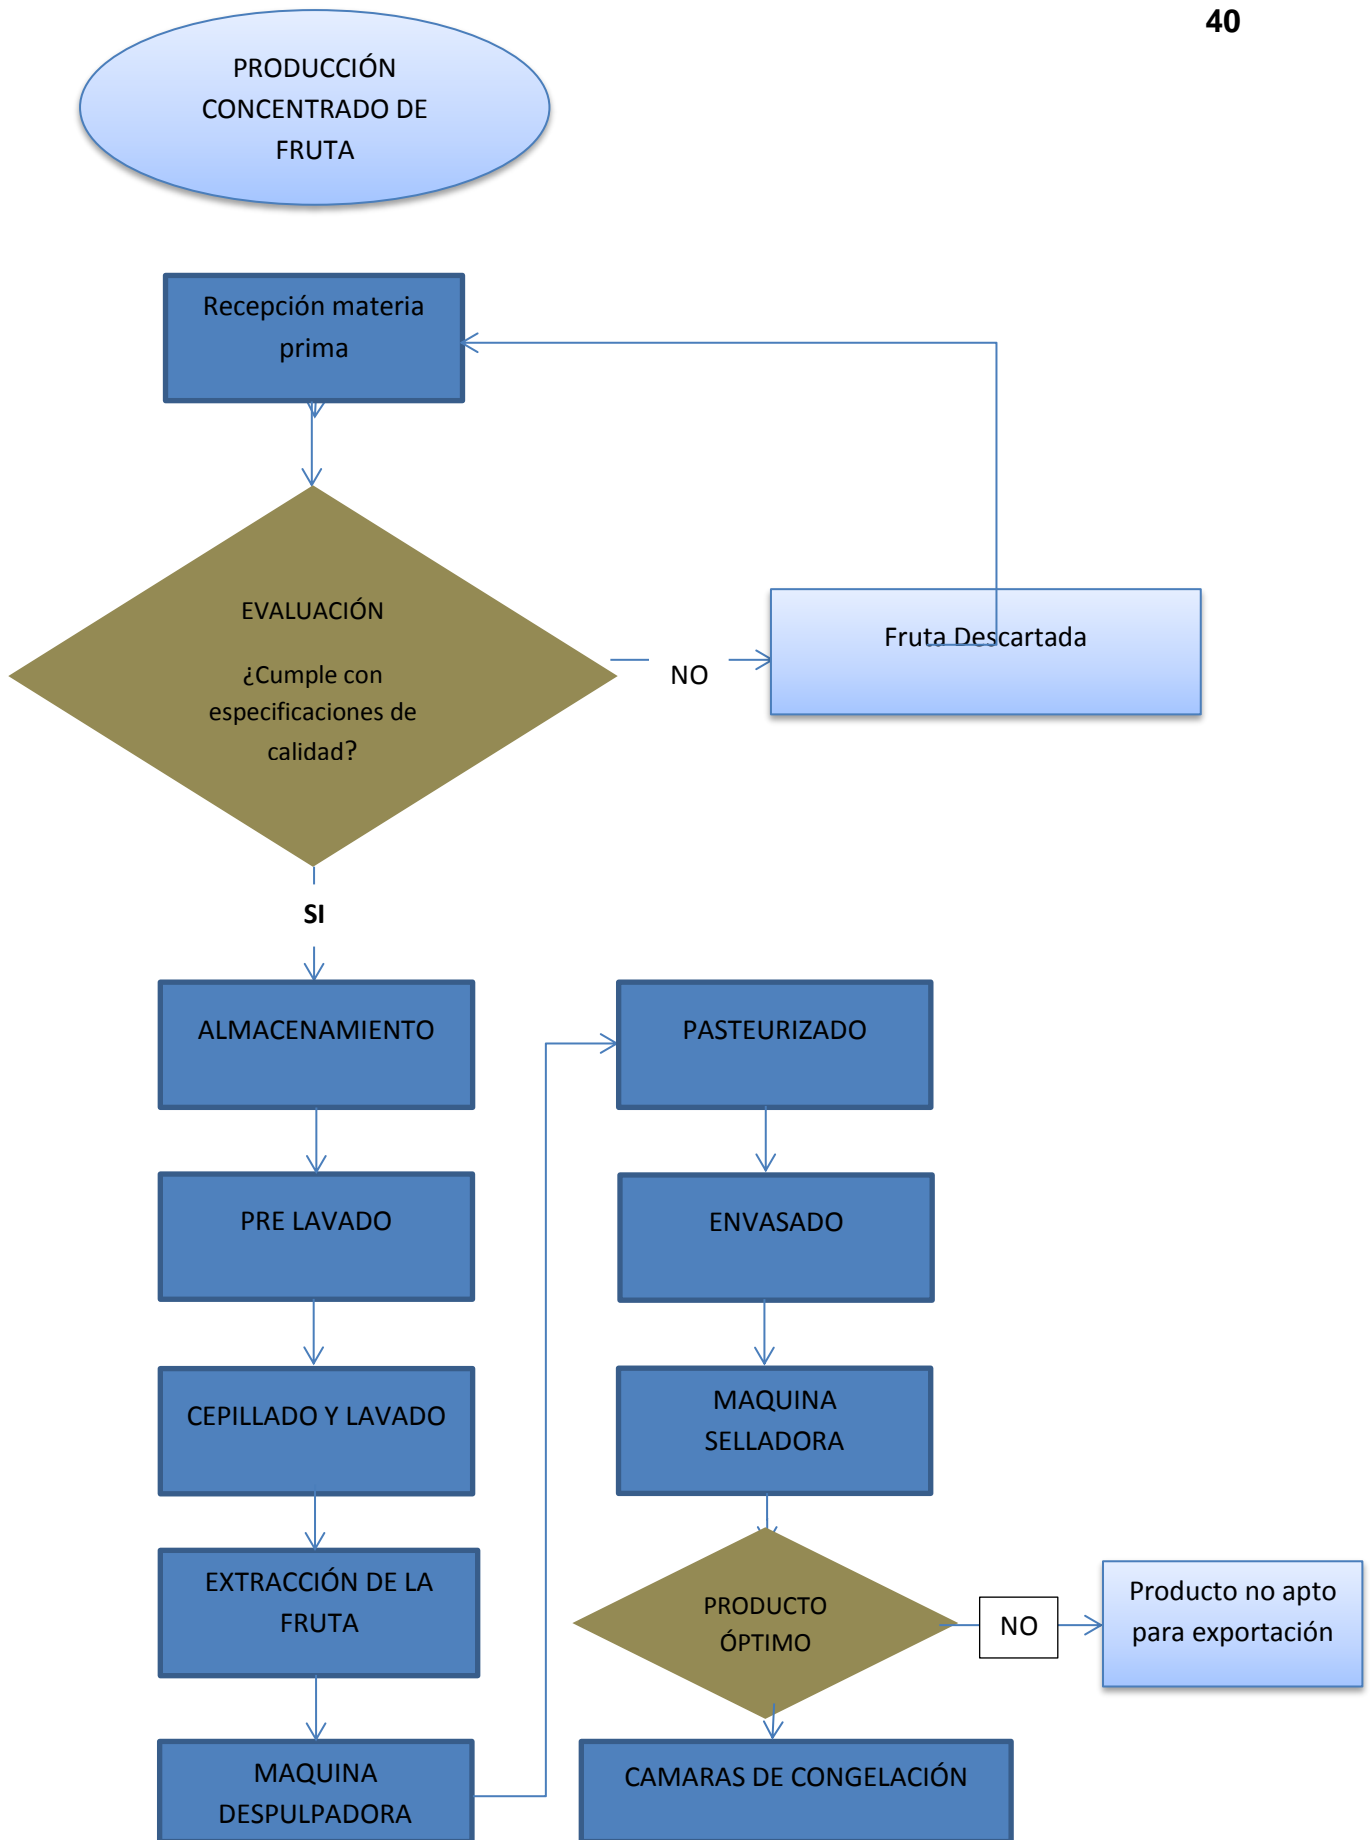 40
PRODUCCIÓN
CONCENTRADO DE
FRUTA
Recepción materia
prima
EVALUACIÓN
¿Cumple con
especificaciones de
calidad?
NO
Fruta Descartada
SI
ALMACENAMIENTO
PRE LAVADO
CEPILLADO Y LAVADO
EXTRACCIÓN DE LA
FRUTA
MAQUINA
DESPULPADORA
PASTEURIZADO
ENVASADO
MAQUINA
SELLADORA
PRODUCTO
ÓPTIMO
NO
Producto no apto
para exportación
CAMARAS DE CONGELACIÓN